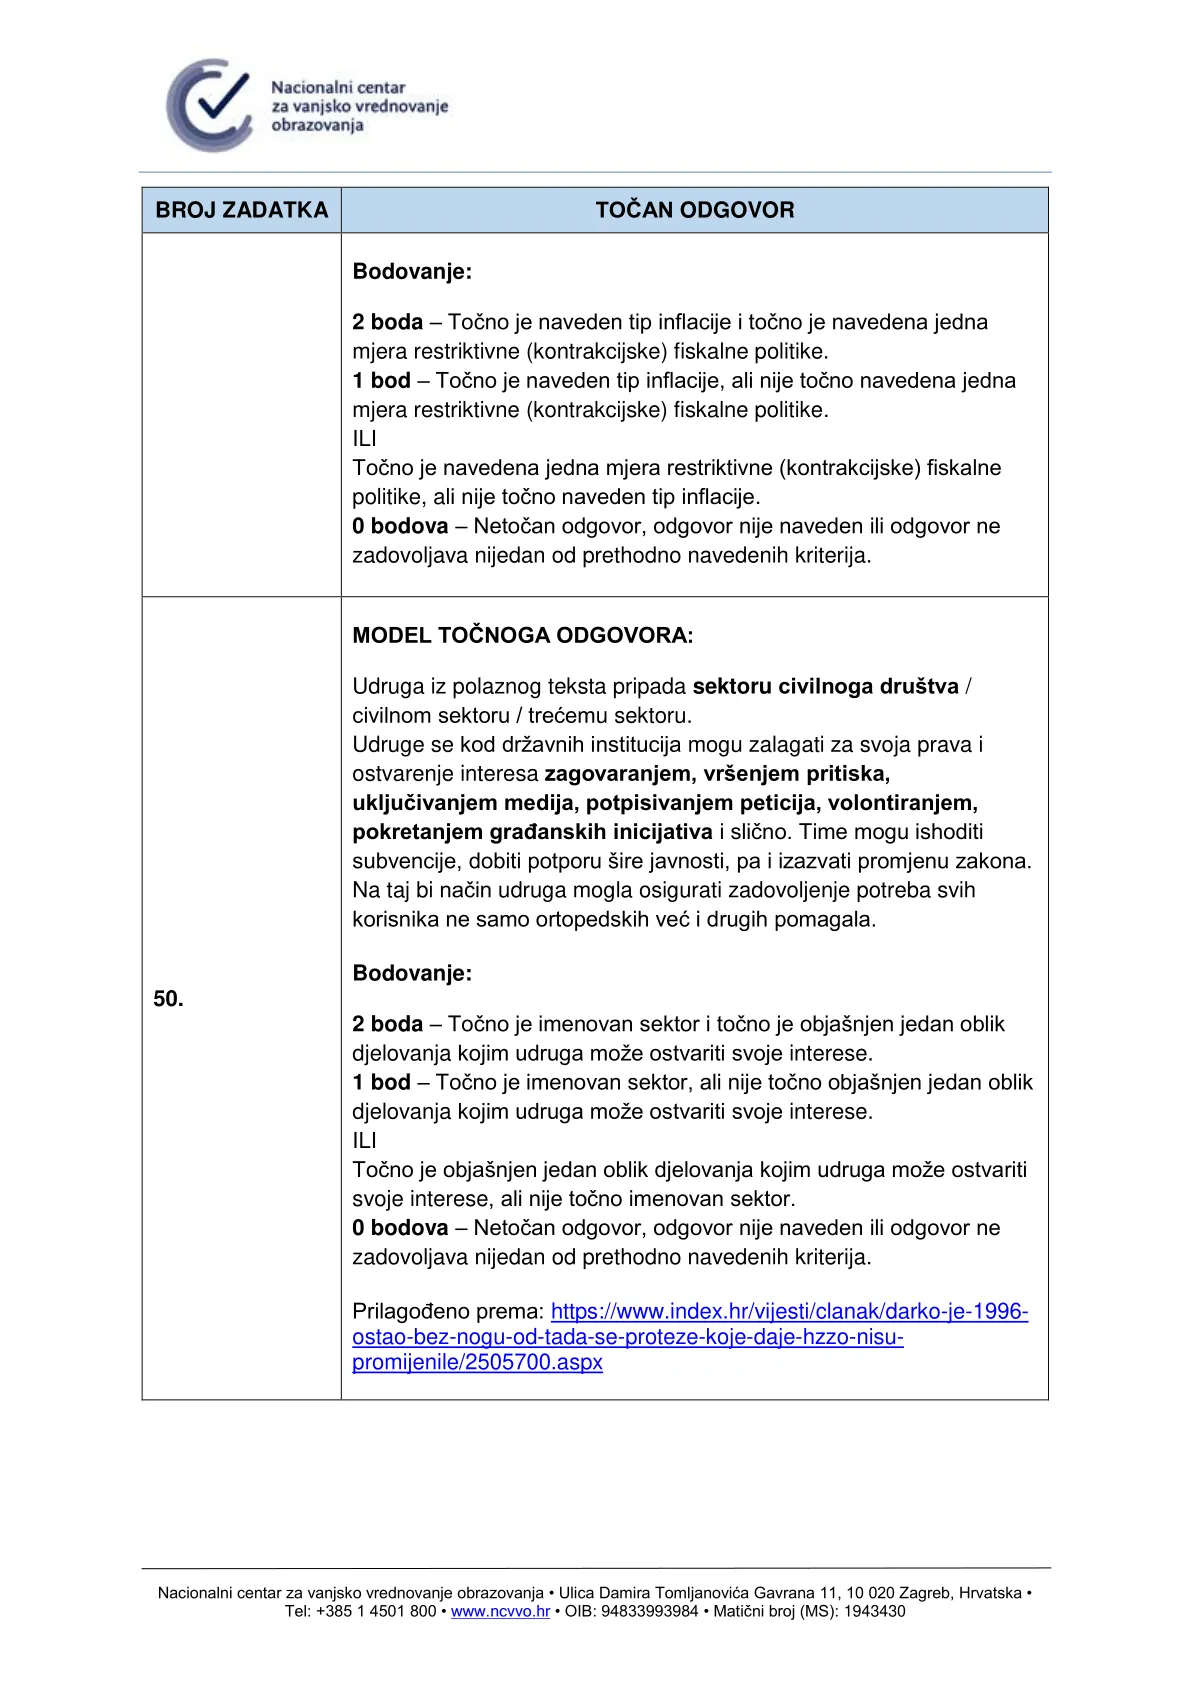 Nacionalni centar
za vanjsko vrednovanje
obrazovanja
BROJ ZADATKA
TOČAN ODGOVOR
Bodovanje:
2 boda – Točno je naveden tip inflacije i točno je navedena jedna
mjera restriktivne (kontrakcijske) fiskalne politike.
1 bod – Točno je naveden tip inflacije, ali nije točno navedena jedna
mjera restriktivne (kontrakcijske) fiskalne politike.
ILI
Točno je navedena jedna mjera restriktivne (kontrakcijske) fiskalne
politike, ali nije točno naveden tip inflacije.
0 bodova – Netočan odgovor, odgovor nije naveden ili odgovor ne
zadovoljava nijedan od prethodno navedenih kriterija.
50.
MODEL TOČNOGA ODGOVORA:
Udruga iz polaznog teksta pripada sektoru civilnoga društva /
civilnom sektoru / trećemu sektoru.
Udruge se kod državnih institucija mogu zalagati za svoja prava i
ostvarenje interesa zagovaranjem, vršenjem pritiska,
uključivanjem medija, potpisivanjem peticija, volontiranjem,
pokretanjem građanskih inicijativa i slično. Time mogu ishoditi
subvencije, dobiti potporu šire javnosti, pa i izazvati promjenu zakona.
Na taj bi način udruga mogla osigurati zadovoljenje potreba svih
korisnika ne samo ortopedskih već i drugih pomagala.
Bodovanje:
2 boda – Točno je imenovan sektor i točno je objašnjen jedan oblik
djelovanja kojim udruga može ostvariti svoje interese.
1 bod – Točno je imenovan sektor, ali nije točno objašnjen jedan oblik
djelovanja kojim udruga može ostvariti svoje interese.
ILI
Točno je objašnjen jedan oblik djelovanja kojim udruga može ostvariti
svoje interese, ali nije točno imenovan sektor.
0 bodova – Netočan odgovor, odgovor nije naveden ili odgovor ne
zadovoljava nijedan od prethodno navedenih kriterija.
Prilagođeno prema: https://www.index.hr/vijesti/clanak/darko-je-1996-
ostao-bez-nogu-od-tada-se-proteze-koje-daje-hzzo-nisu-
promijenile/2505700.aspx
Nacionalni centar za vanjsko vrednovanje obrazovanja • Ulica Damira Tomljanovića Gavrana 11, 10 020 Zagreb, Hrvatska •
Tel: +385 1 4501 800 • www.ncvvo.hr • OIB: 94833993984 • Matični broj (MS): 1943430